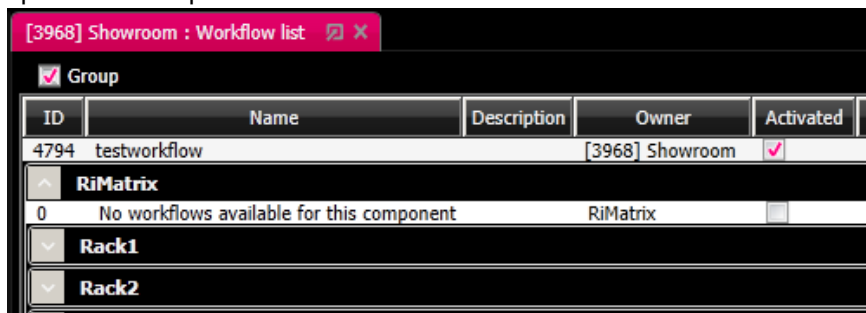 [3968] Showroom : Workflow list
Group
ID Name Description Owner Activated
4794 testworkflow [3968] Showroom
RiMatrix
0 No workflows available for this component RiMatrix
Rack1
Rack2